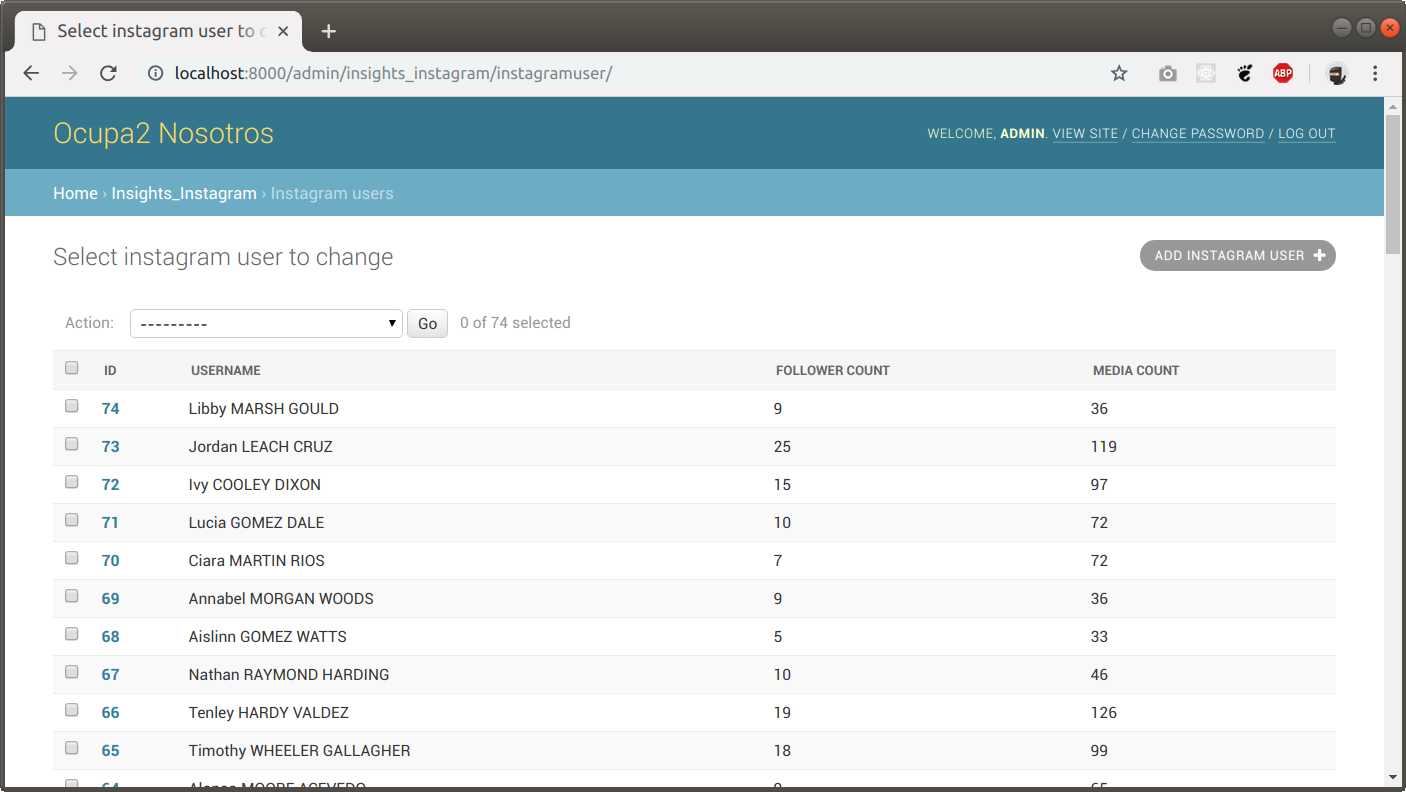 Select instagram user to c
localhost:8000/admin/insights_instagram/instagramuser/
ABP
Ocupa2 Nosotros
WELCOME, ADMIN. VIEW SITE / CHANGE PASSWORD / LOG OUT
Home › Insights_Instagram › Instagram users
Select instagram user to change
ADD INSTAGRAM USER +
Action: --------- Go 0 of 74 selected
ID USERNAME FOLLOWER COUNT MEDIA COUNT
74 Libby MARSH GOULD 9 36
73 Jordan LEACH CRUZ 25 119
72 Ivy COOLEY DIXON 15 97
71 Lucia GOMEZ DALE 10 72
70 Ciara MARTIN RIOS 7 72
69 Annabel MORGAN WOODS 9 36
68 Aislinn GOMEZ WATTS 5 33
67 Nathan RAYMOND HARDING 10 46
66 Tenley HARDY VALDEZ 19 126
65 Timothy WHEELER GALLAGHER 18 99
64 MOORE ACEVEDO